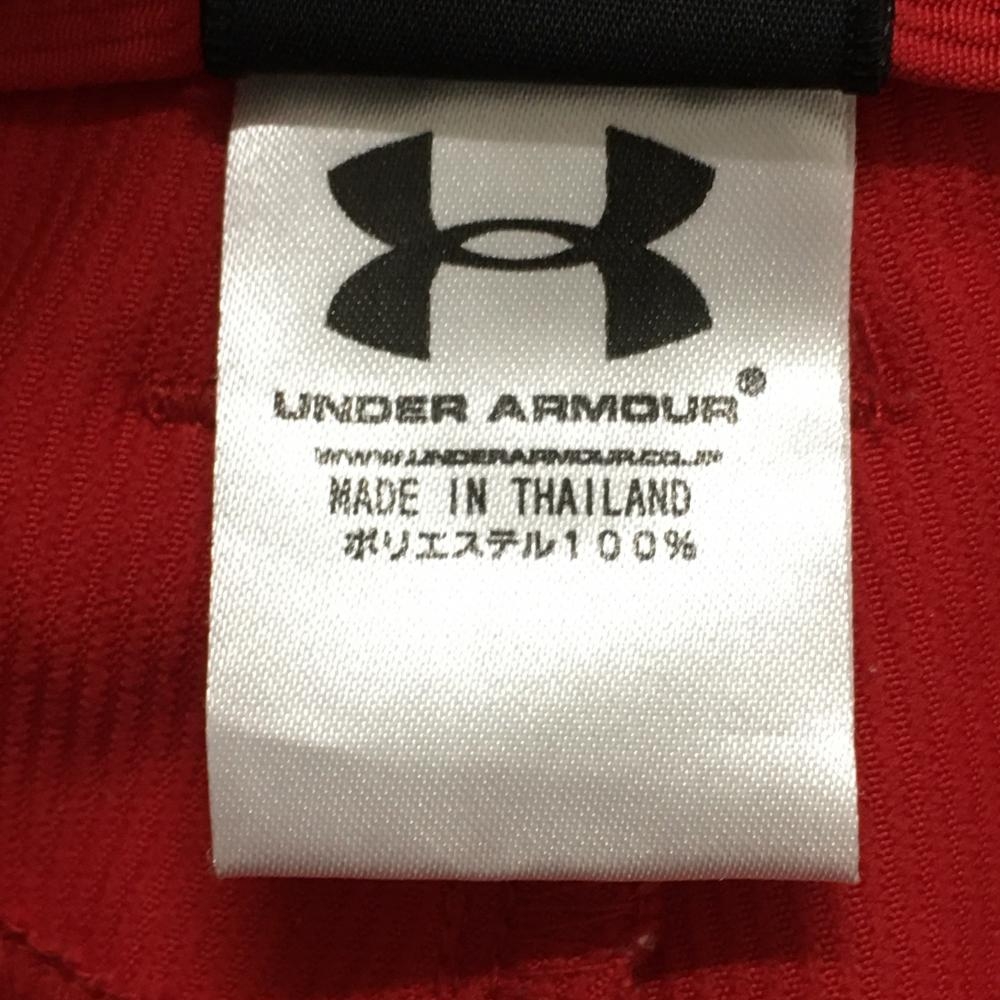 UNDER ARMOUR®
WWW.UNDERARMOUR.CO.JP
MADE IN THAILAND
ポリエステル100%